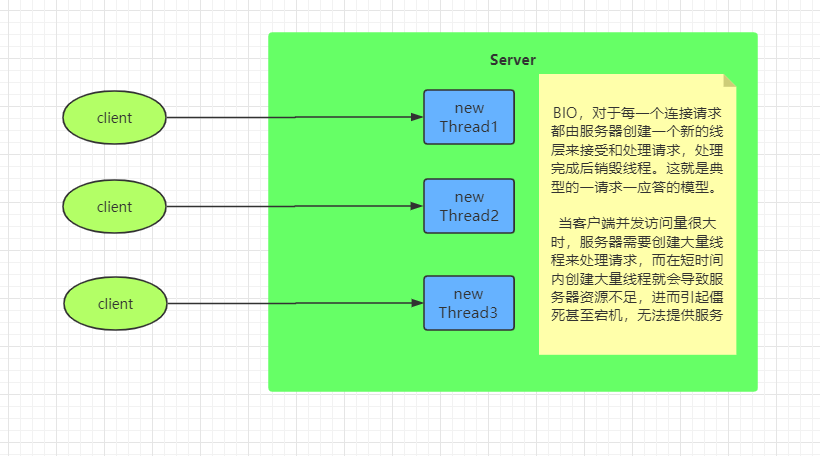 Server
client
new
Thread1
client
new
Thread2
client
new
Thread3
BIO，对于每一个连接请求
都由服务器创建一个新的线
层来接受和处理请求，处理
完成后销毁线程。这就是典
型的一请求一应答的模型。
当客户端并发访问量很大
时，服务器需要创建大量线
程来处理请求，而在短时间
内创建大量线程就会导致服
务器资源不足，进而引起僵
死甚至宕机，无法提供服务